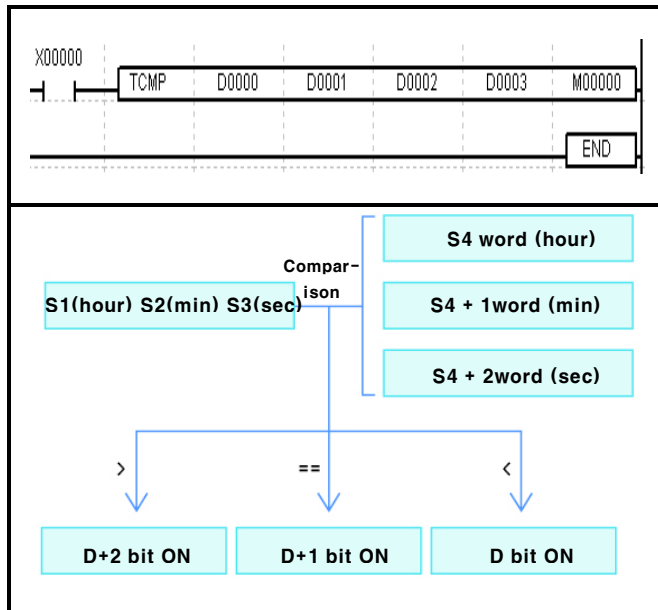 X00000
TCMP D0000 D0001 D0002 D0003 M00000
END
S4 word (hour)
Compar-
ison
S1(hour) S2(min) S3(sec)
S4 + 1word (min)
S4 + 2word (sec)
> == <
D+2 bit ON D+1 bit ON D bit ON